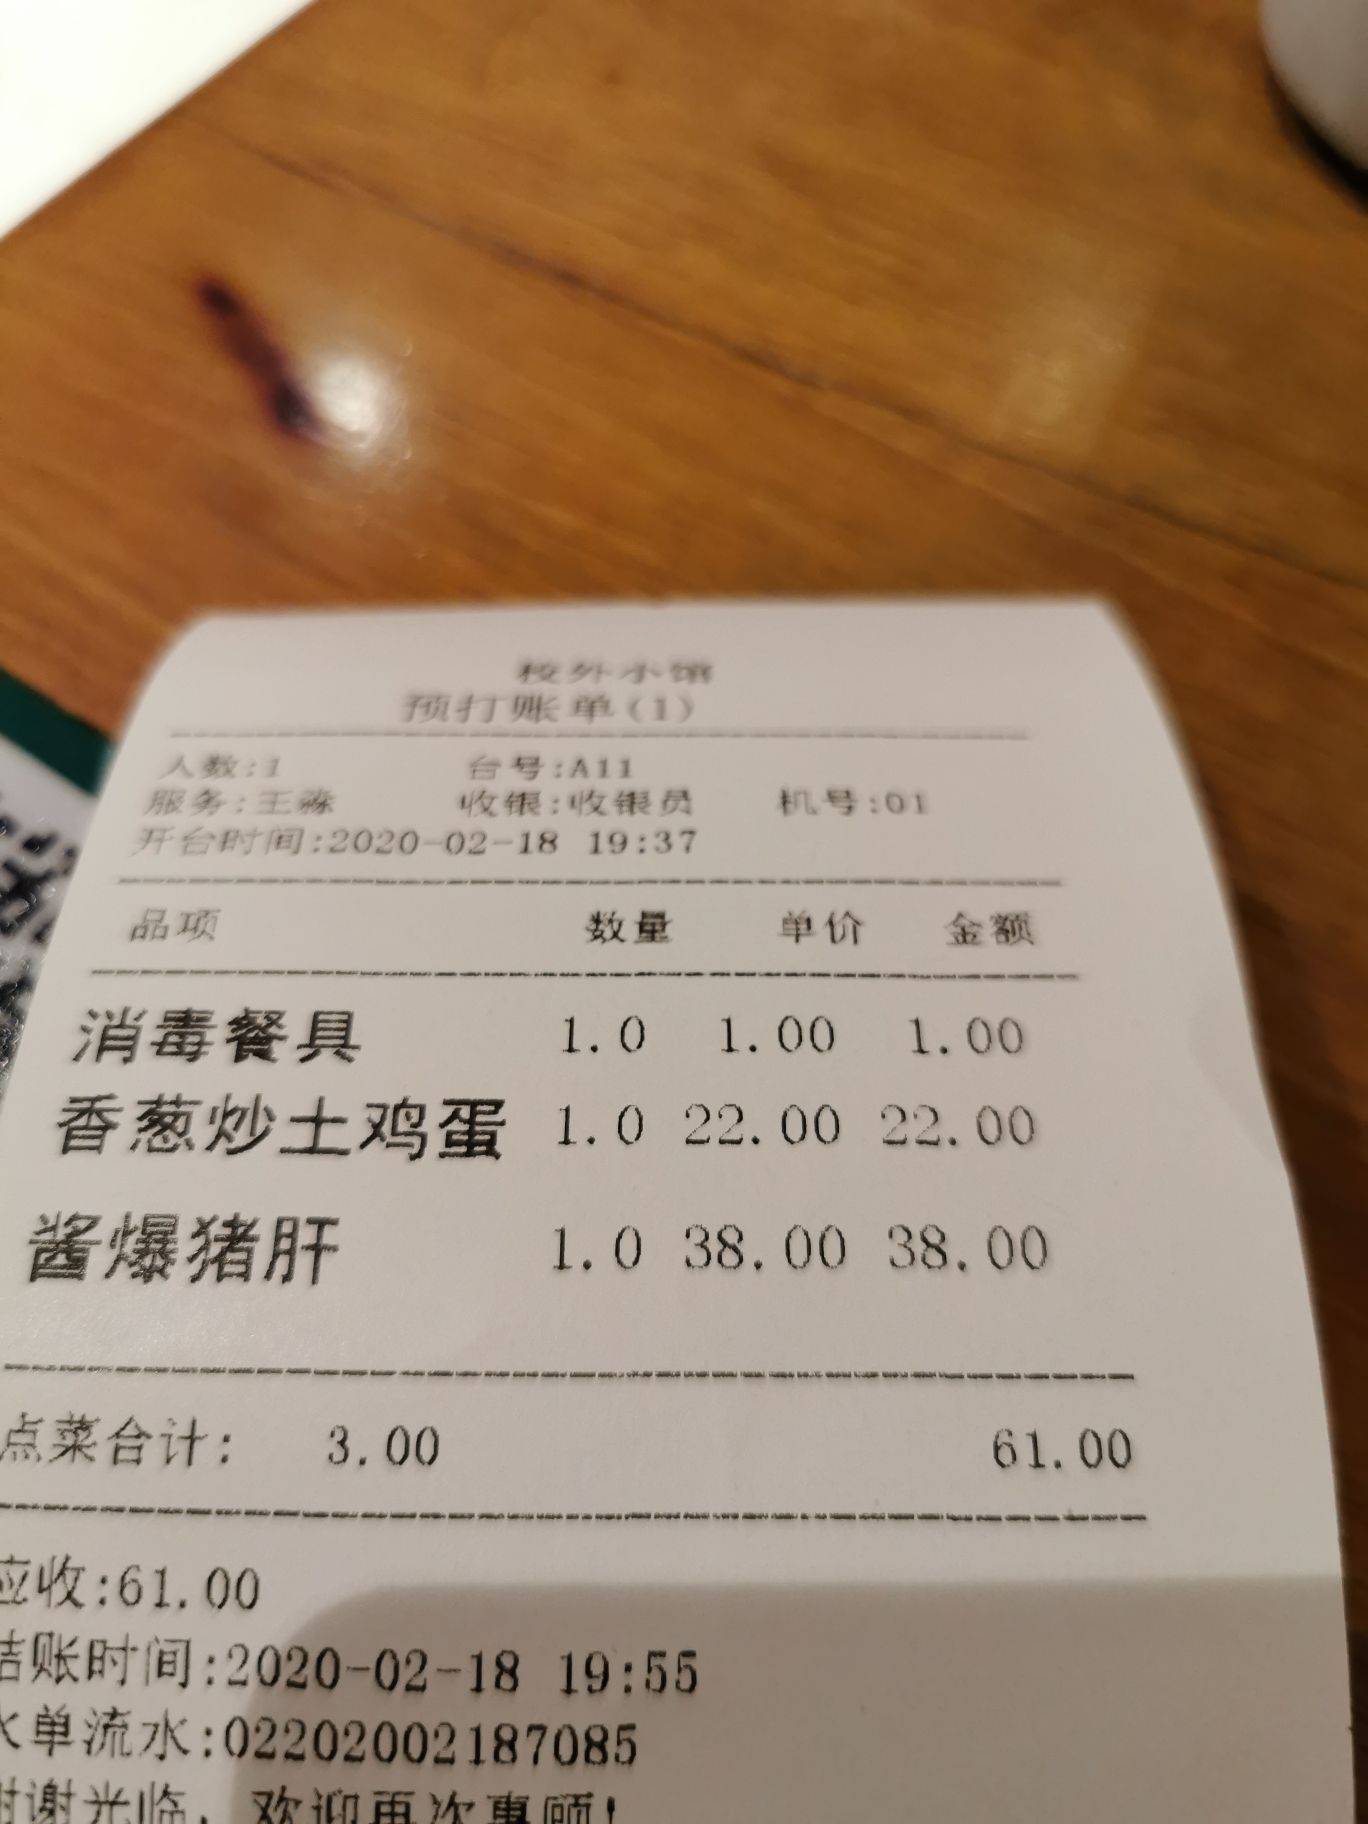 校外小馆
预打账单(1)
人数:1 台号:A11
服务:王淼 收银:收银员 机号:01
开台时间:2020-02-18 19:37
品项 数量 单价 金额
消毒餐具 1.0 1.00 1.00
香葱炒土鸡蛋 1.0 22.00 22.00
酱爆猪肝 1.0 38.00 38.00
点菜合计: 3.00 61.00
应收:61.00
结账时间:2020-02-18 19:55
单流水:02202002187085
谢谢光临，欢迎再次惠顾!